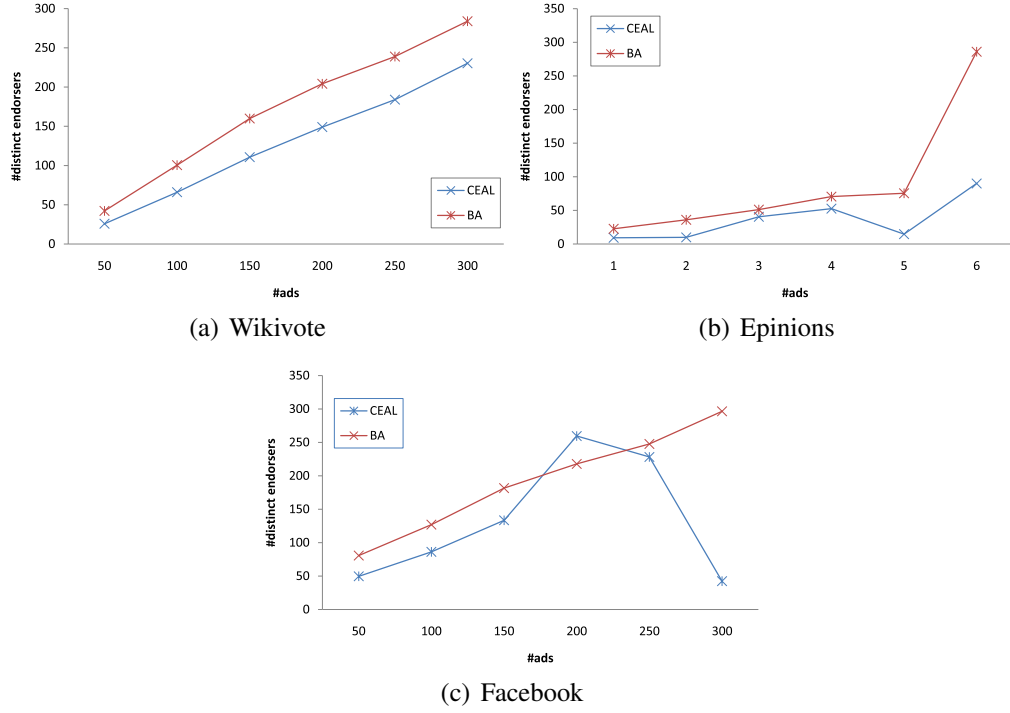 300
250
200
150
100
50
0
#distinct endorsers
50 100 150 200 250 300
#ads
CEAL
BA
(a) Wikivote
350
300
250
200
150
100
50
0
#distinct endorsers
CEAL
BA
1 2 3 4 5 6
#ads
(b) Epinions
350
300
250
200
150
100
50
0
#distinct endorsers
CEAL
BA
50 100 150 200 250 300
#ads
(c) Facebook